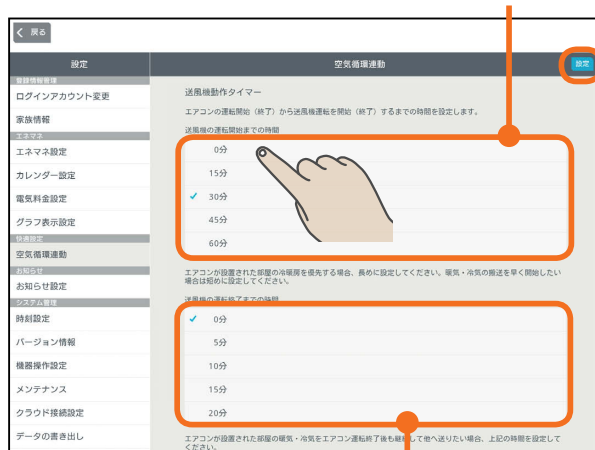 戻る
設定
空気循環連動
設定
登録情報管理
ログインアカウント変更
家族情報
エネマネ
エネマネ設定
カレンダー設定
電気料金設定
グラフ表示設定
快適設定
空気循環連動
お知らせ
お知らせ設定
システム管理
時刻設定
バージョン情報
機器操作設定
メンテナンス
クラウド接続設定
データの書き出し
送風機動作タイマー
エアコンの運転開始（終了）から送風機運転を開始（終了）するまでの時間を設定します。
送風機の運転開始までの時間
0分
15分
30分
45分
60分
エアコンが設置された部屋の冷暖房を優先する場合、長めに設定してください。暖気・冷気の搬送を早く開始したい
場合は短めに設定してください。
送風機の運転終了までの時間
0分
5分
10分
15分
20分
エアコンが設置された部屋の暖気・冷気をエアコン運転終了後も継続して他へ送りたい場合、上記の時間を設定して
ください。